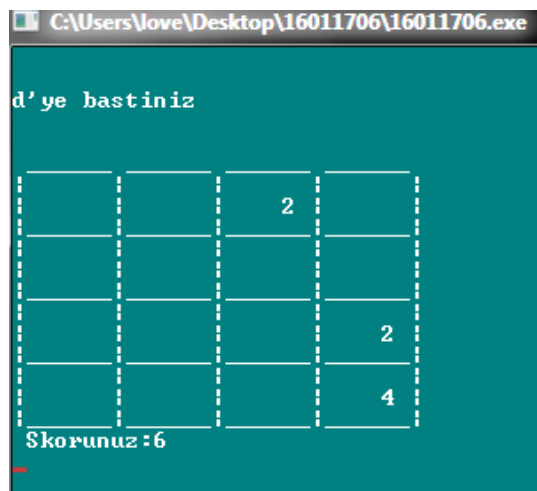 C:\Users\love\Desktop\16011706\16011706.exe
d'ye bastiniz
2
2
4
Skorunuz:6